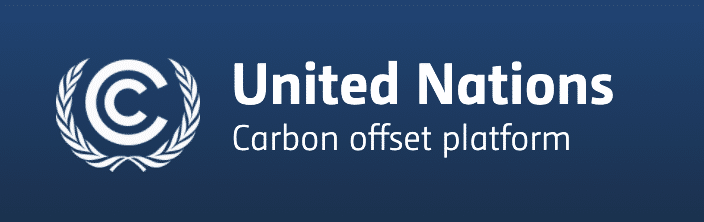 United Nations
Carbon offset platform